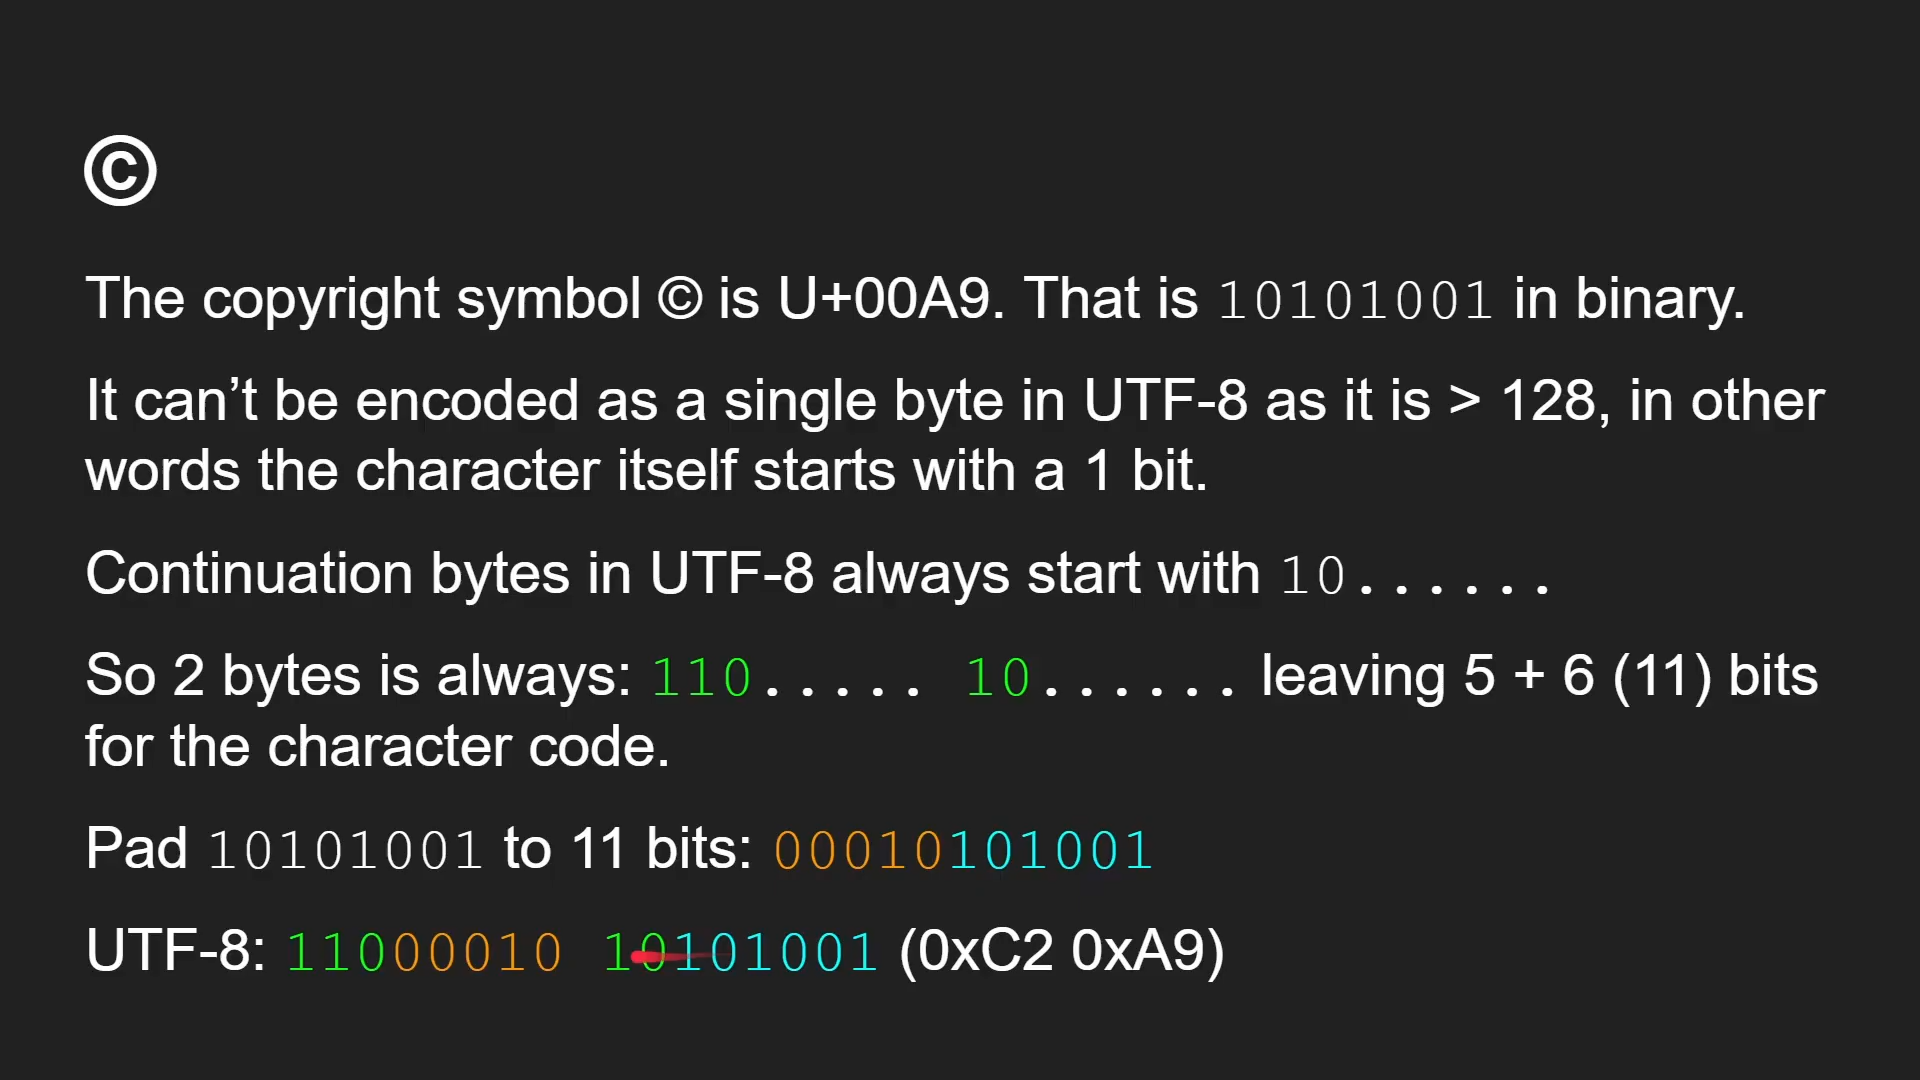 ©
The copyright symbol © is U+00A9. That is 10101001 in binary.
It can’t be encoded as a single byte in UTF-8 as it is > 128, in other
words the character itself starts with a 1 bit.
Continuation bytes in UTF-8 always start with 10......
So 2 bytes is always: 110..... 10...... leaving 5 + 6 (11) bits
for the character code.
Pad 10101001 to 11 bits: 00010101001
UTF-8: 11000010 10101001 (0xC2 0xA9)